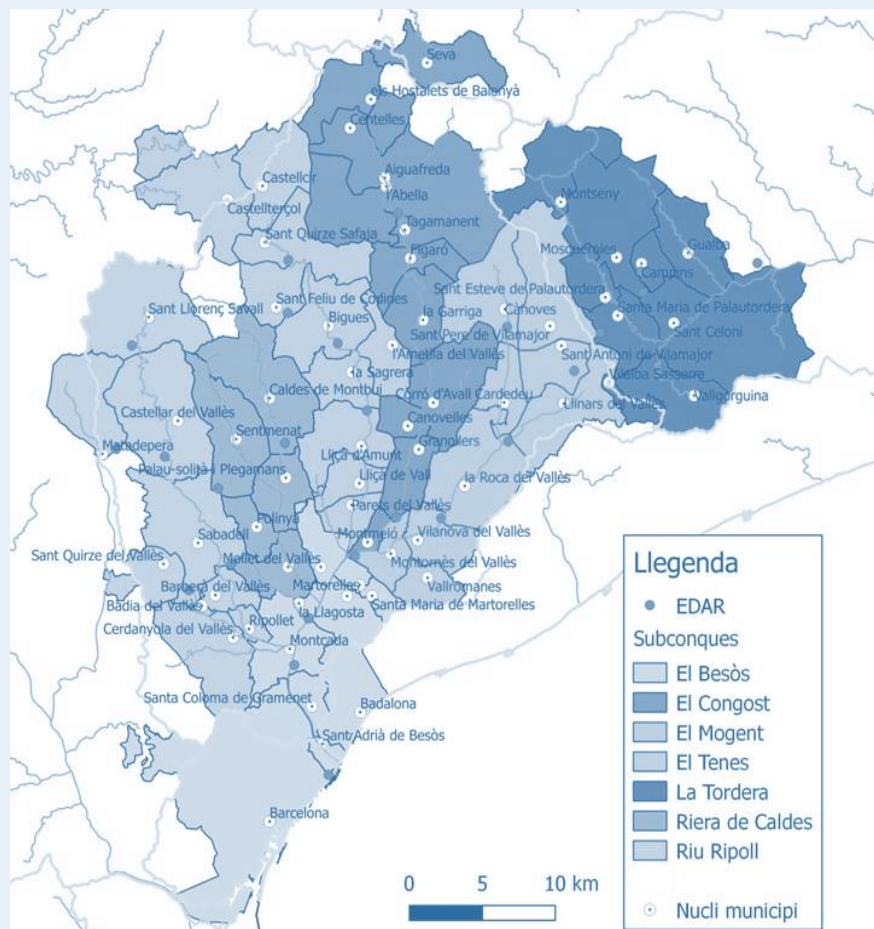 Seva
els Hostalets de Balenyà
Centelles
Aiguafreda
l'Abella
Castellcir
Castellterçol
Montseny
Tagamanent
Sant Quirze Safaja
Mosqueroles
Gualba
Figaró
Campins
Sant Esteve de Palautordera
Sant Llorenç Savall
Sant Feliu de Codines
Cànoves
la Garriga
Santa Maria de Palautordera
Bigues
Sant Pere de Vilamajor
Sant Celoni
l'Ametlla del Vallès
Sant Antoni de Vilamajor
la Sagrera
Vilalba Sasserra
Caldes de Montbui
Corró d'Avall
Cardedeu
Vallgorguina
Llinars del Vallès
Castellar del Vallès
Canovelles
Sentmenat
Granollers
Matadepera
Lliçà d'Amunt
Palau-solità i Plegamans
Lliçà de Vall
la Roca del Vallès
Parets del Vallès
Polinyà
Sabadell
Montmeló
Vilanova del Vallès
Sant Quirze del Vallès
Mollet del Vallès
Montornès del Vallès
Barberà del Vallès
Martorelles
Vallromanes
Badia del Vallès
la Llagosta
Santa Maria de Martorelles
Ripollet
Cerdanyola del Vallès
Montcada
Santa Coloma de Gramenet
Badalona
Sant Adrià de Besòs
Barcelona
0 5 10 km
Llegenda
EDAR
Subconques
El Besòs
El Congost
El Mogent
El Tenes
La Tordera
Riera de Caldes
Riu Ripoll
Nucli municipi